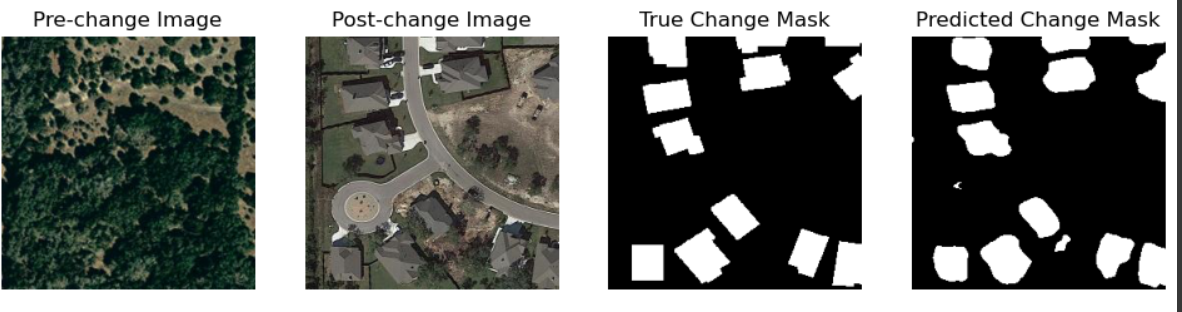 Pre-change Image
Post-change Image
True Change Mask
Predicted Change Mask